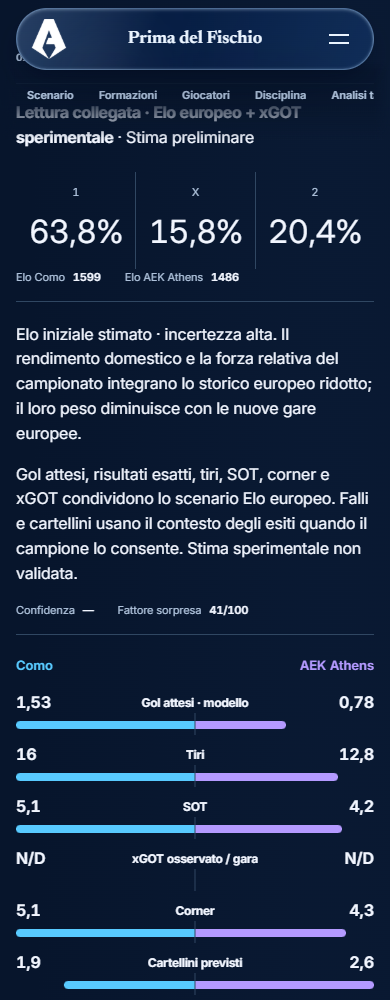 Prima del Fischio
Scenario Formazioni Giocatori Disciplina Analisi t
Lettura collegata · Elo europeo + xGOT
sperimentale · Stima preliminare
1 X 2
63,8% 15,8% 20,4%
Elo Como 1599 Elo AEK Athens 1486
Elo iniziale stimato · incertezza alta. Il
rendimento domestico e la forza relativa del
campionato integrano lo storico europeo ridotto;
il loro peso diminuisce con le nuove gare
europee.
Gol attesi, risultati esatti, tiri, SOT, corner e
xGOT condividono lo scenario Elo europeo. Falli
e cartellini usano il contesto degli esiti quando il
campione lo consente. Stima sperimentale non
validata.
Confidenza — Fattore sorpresa 41/100
Como AEK Athens
1,53 Gol attesi · modello 0,78
16 Tiri 12,8
5,1 SOT 4,2
N/D xGOT osservato / gara N/D
5,1 Corner 4,3
1,9 Cartellini previsti 2,6